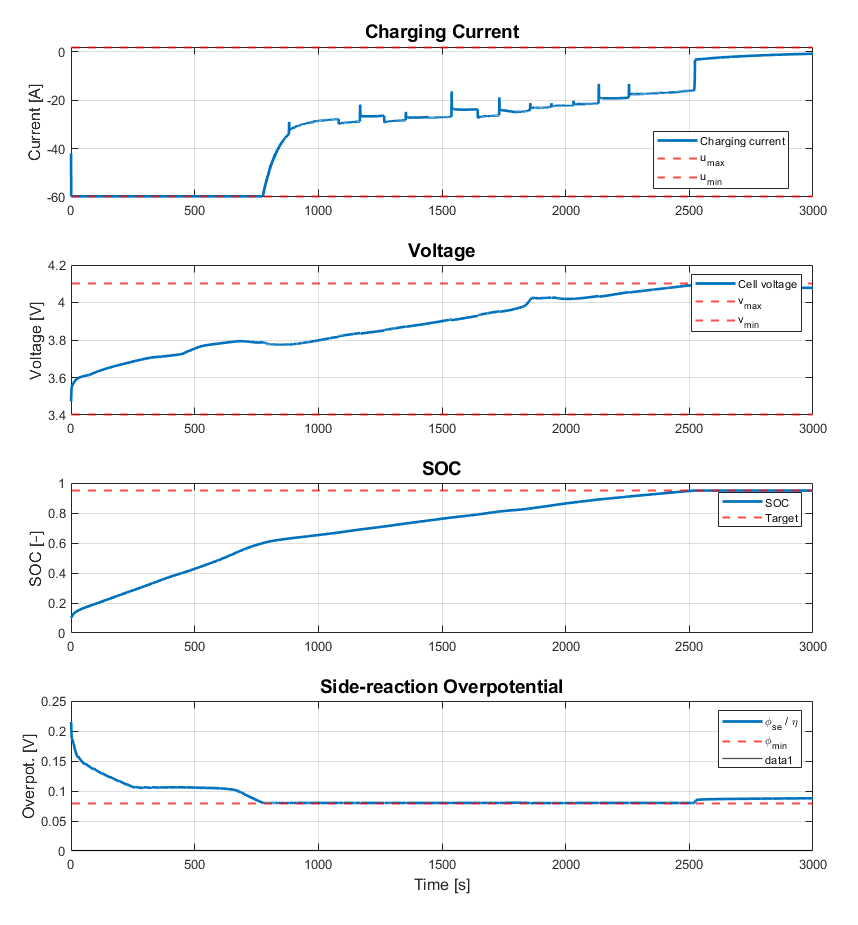 Charging Current
Current [A]
0
-20
-40
-60
0 500 1000 1500 2000 2500 3000
Charging current
u_max
u_min
Voltage
Voltage [V]
4.2
4
3.8
3.6
3.4
0 500 1000 1500 2000 2500 3000
Cell voltage
v_max
v_min
SOC
SOC [-]
1
0.8
0.6
0.4
0.2
0
0 500 1000 1500 2000 2500 3000
SOC
Target
Side-reaction Overpotential
Overpot. [V]
0.25
0.2
0.15
0.1
0.05
0
0 500 1000 1500 2000 2500 3000
ϕ_se / η
ϕ_min
data1
Time [s]